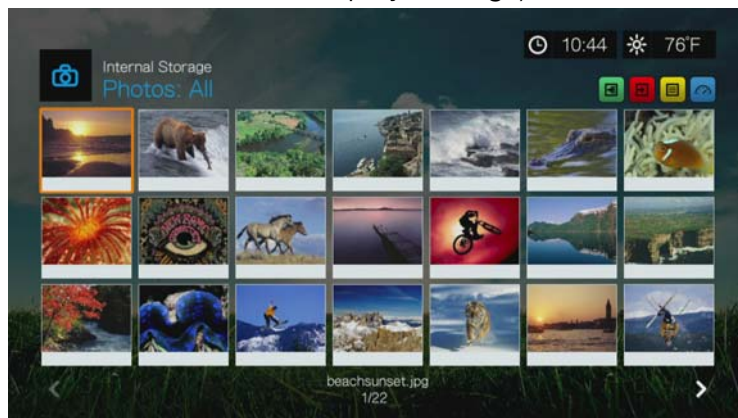 10:44 76°F
Internal Storage
Photos: All
beachsunset.jpg
1/22